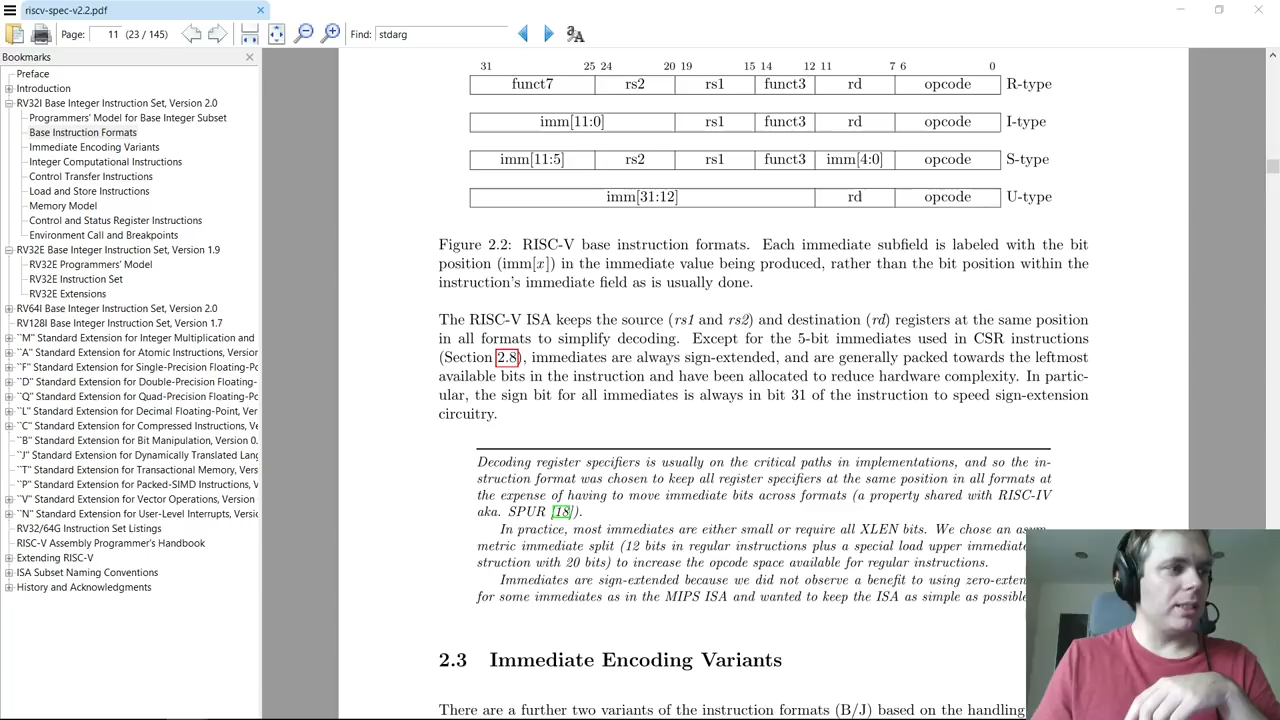 riscv-spec-v2.2.pdf
Page: 11 (23 / 145) Find: stdarg
Bookmarks
Preface
Introduction
RV32I Base Integer Instruction Set, Version 2.0
Programmers' Model for Base Integer Subset
Base Instruction Formats
Immediate Encoding Variants
Integer Computational Instructions
Control Transfer Instructions
Load and Store Instructions
Memory Model
Control and Status Register Instructions
Environment Call and Breakpoints
RV32E Base Integer Instruction Set, Version 1.9
RV32E Programmers' Model
RV32E Instruction Set
RV32E Extensions
RV64I Base Integer Instruction Set, Version 2.0
RV128I Base Integer Instruction Set, Version 1.7
``M'' Standard Extension for Integer Multiplication and
``A'' Standard Extension for Atomic Instructions, Version
``F'' Standard Extension for Single-Precision Floating-Po
``D'' Standard Extension for Double-Precision Floating-
``Q'' Standard Extension for Quad-Precision Floating-Po
``L'' Standard Extension for Decimal Floating-Point, Ver
``C'' Standard Extension for Compressed Instructions, Ve
``B'' Standard Extension for Bit Manipulation, Version 0.
``J'' Standard Extension for Dynamically Translated Lang
``T'' Standard Extension for Transactional Memory, Vers
``P'' Standard Extension for Packed-SIMD Instructions, V
``V'' Standard Extension for Vector Operations, Version
``N'' Standard Extension for User-Level Interrupts, Versio
RV32/64G Instruction Set Listings
RISC-V Assembly Programmer's Handbook
Extending RISC-V
ISA Subset Naming Conventions
History and Acknowledgments
31 25 24 20 19 15 14 12 11 7 6 0
funct7 rs2 rs1 funct3 rd opcode R-type
imm[11:0] rs1 funct3 rd opcode I-type
imm[11:5] rs2 rs1 funct3 imm[4:0] opcode S-type
imm[31:12] rd opcode U-type
Figure 2.2: RISC-V base instruction formats. Each immediate subfield is labeled with the bit
position (imm[x]) in the immediate value being produced, rather than the bit position within the
instruction's immediate field as is usually done.
The RISC-V ISA keeps the source (rs1 and rs2) and destination (rd) registers at the same position
in all formats to simplify decoding. Except for the 5-bit immediates used in CSR instructions
(Section 2.8), immediates are always sign-extended, and are generally packed towards the leftmost
available bits in the instruction and have been allocated to reduce hardware complexity. In partic-
ular, the sign bit for all immediates is always in bit 31 of the instruction to speed sign-extension
circuitry.
Decoding register specifiers is usually on the critical paths in implementations, and so the in-
struction format was chosen to keep all register specifiers at the same position in all formats at
the expense of having to move immediate bits across formats (a property shared with RISC-IV
aka. SPUR [18]).
In practice, most immediates are either small or require all XLEN bits. We chose an asym-
metric immediate split (12 bits in regular instructions plus a special load upper immediate
struction with 20 bits) to increase the opcode space available for regular instructions.
Immediates are sign-extended because we did not observe a benefit to using zero-exten
for some immediates as in the MIPS ISA and wanted to keep the ISA as simple as possible
2.3 Immediate Encoding Variants
There are a further two variants of the instruction formats (B/J) based on the handling